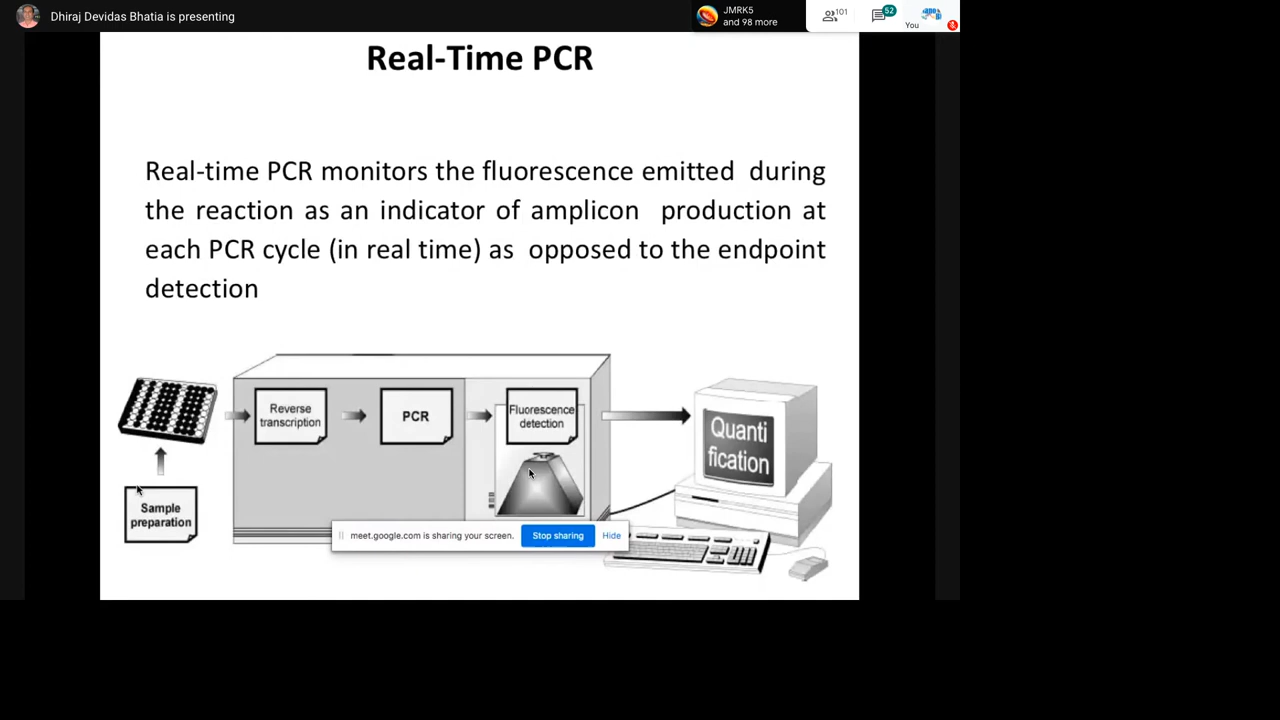 Dhiraj Devidas Bhatia is presenting
JMRK5
and 98 more
101
52
You
Real-Time PCR
Real-time PCR monitors the fluorescence emitted during
the reaction as an indicator of amplicon production at
each PCR cycle (in real time) as opposed to the endpoint
detection
Reverse
transcription
PCR
Fluorescence
detection
Quanti
fication
Sample
preparation
meet.google.com is sharing your screen.
Stop sharing
Hide